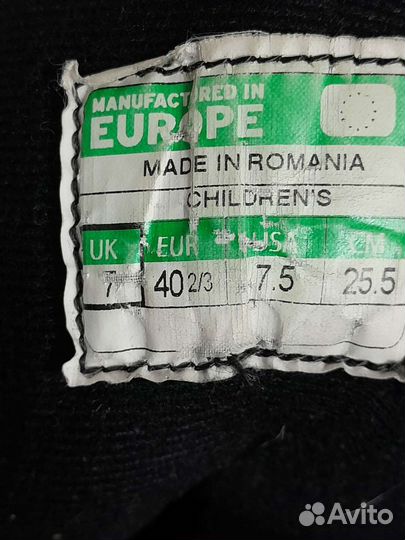 MANUFACTURED IN
EUROPE
MADE IN ROMANIA
CHILDREN'S
UK EUR USA CM
7 40 2/3 7.5 25.5
Avito